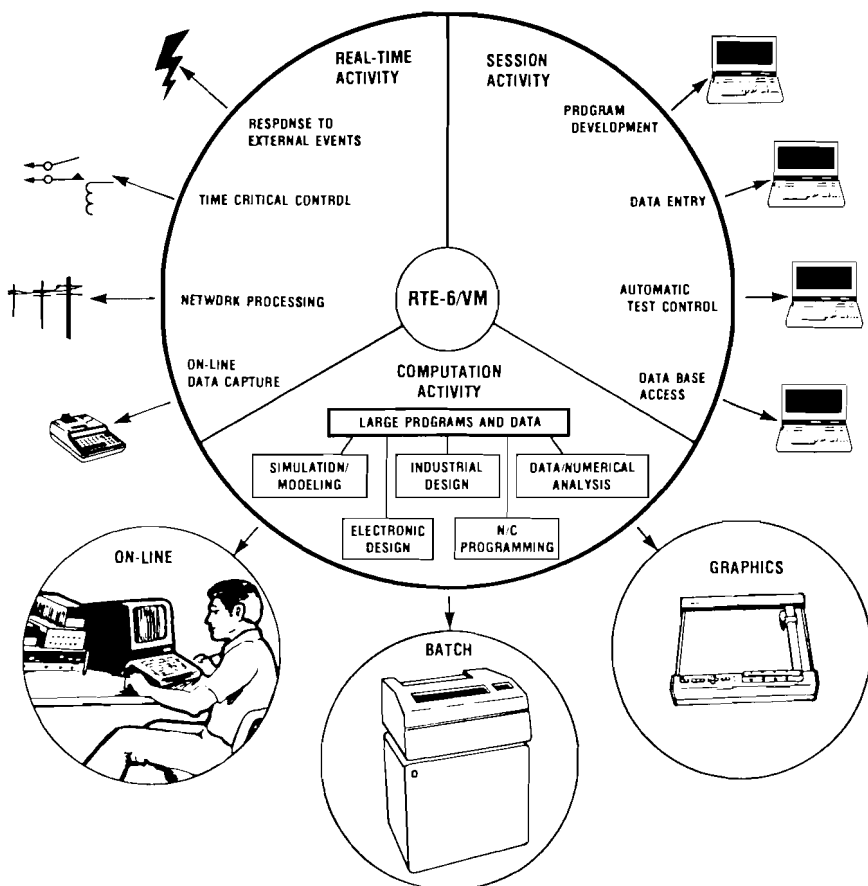 REAL-TIME
ACTIVITY
RESPONSE TO
EXTERNAL EVENTS
TIME CRITICAL CONTROL
NETWORK PROCESSING
ON-LINE
DATA CAPTURE
SESSION
ACTIVITY
PROGRAM
DEVELOPMENT
DATA ENTRY
AUTOMATIC
TEST CONTROL
DATA BASE
ACCESS
RTE-6/VM
COMPUTATION
ACTIVITY
LARGE PROGRAMS AND DATA
SIMULATION/
MODELING
INDUSTRIAL
DESIGN
DATA/NUMERICAL
ANALYSIS
ELECTRONIC
DESIGN
N/C
PROGRAMMING
ON-LINE
BATCH
GRAPHICS